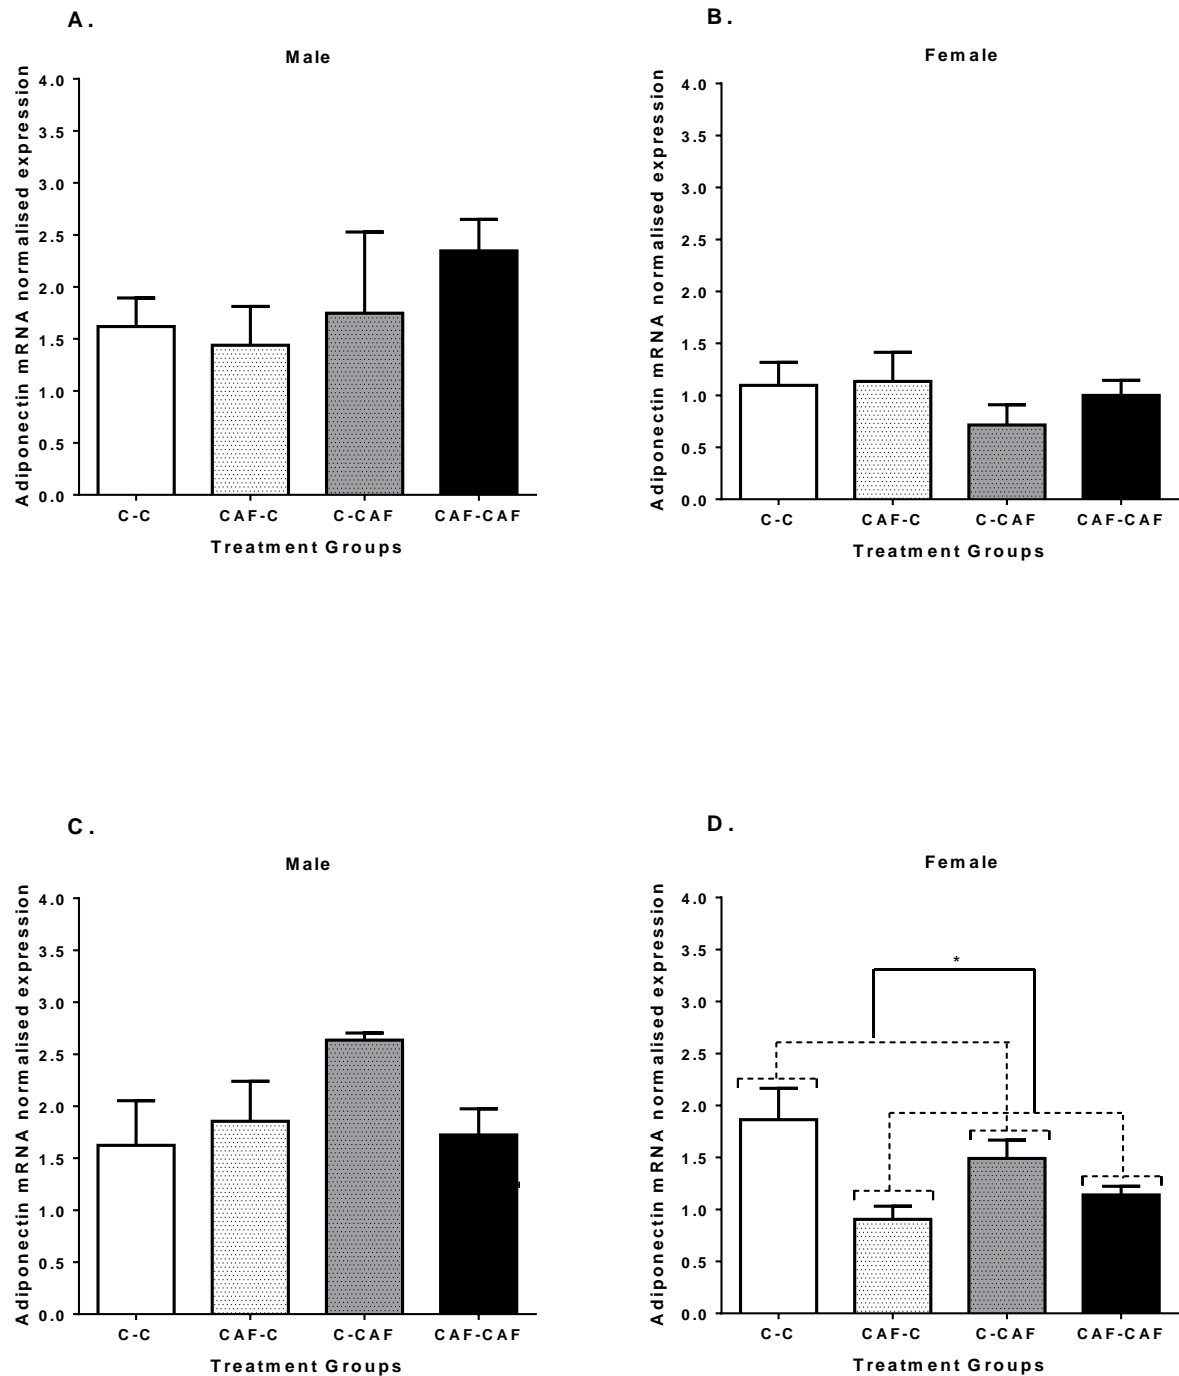 A.
Male
Adiponectin mRNA normalised expression
4.0
3.5
3.0
2.5
2.0
1.5
1.0
0.5
0.0
C-C CAF-C C-CAF CAF-CAF
Treatment Groups
B.
Female
Adiponectin mRNA normalised expression
4.0
3.5
3.0
2.5
2.0
1.5
1.0
0.5
0.0
C-C CAF-C C-CAF CAF-CAF
Treatment Groups
C.
Male
Adiponectin mRNA normalised expression
4.0
3.5
3.0
2.5
2.0
1.5
1.0
0.5
0.0
C-C CAF-C C-CAF CAF-CAF
Treatment Groups
D.
Female
Adiponectin mRNA normalised expression
4.0
3.5
3.0
2.5
2.0
1.5
1.0
0.5
0.0
*
C-C CAF-C C-CAF CAF-CAF
Treatment Groups